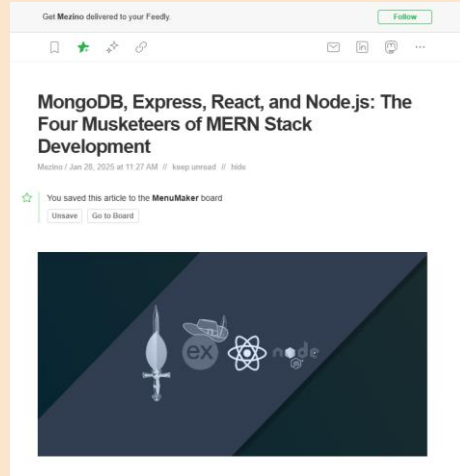 Get Mezino delivered to your Feedly.
Follow
MongoDB, Express, React, and Node.js: The
Four Musketeers of MERN Stack
Development
Mezino / Jan 28, 2025 at 11:27 AM // keep unread // hide
You saved this article to the MenuMaker board
Unsave Go to Board
ex node
JS